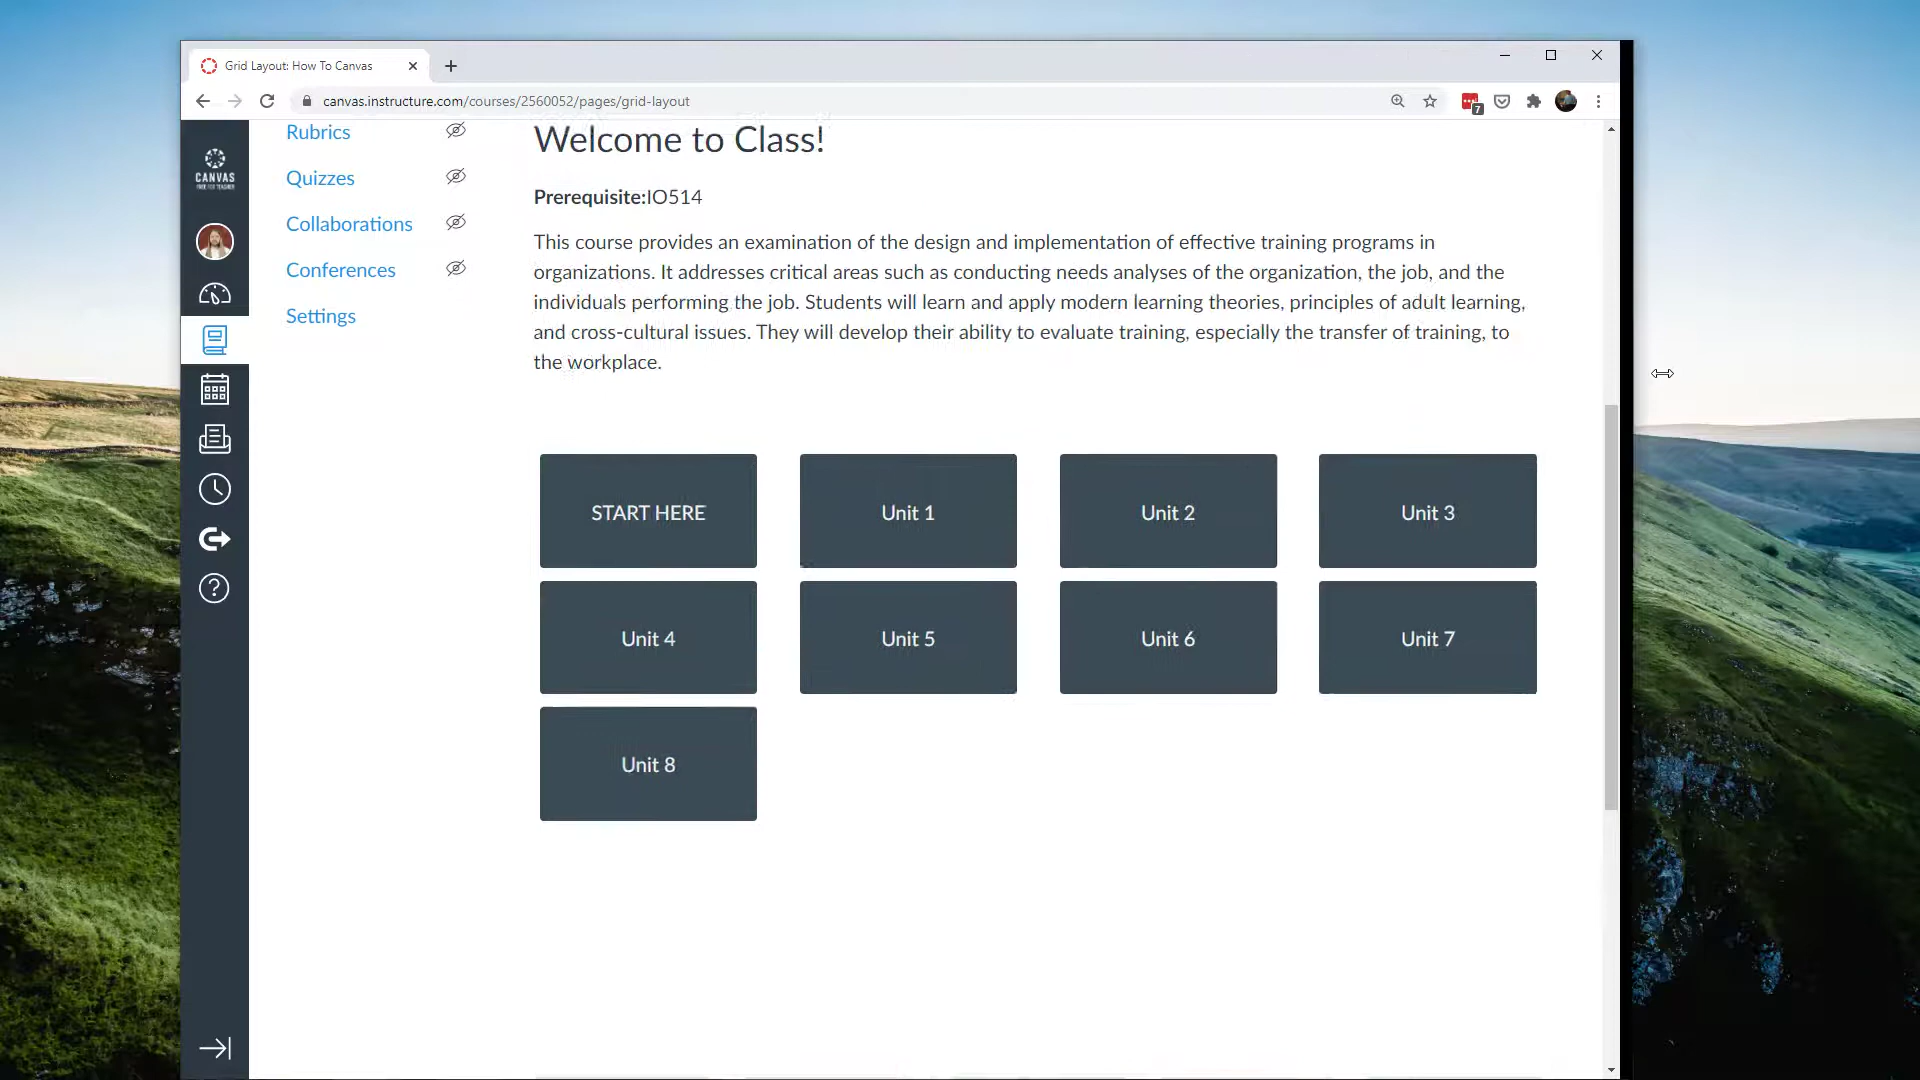 Grid Layout: How To Canvas
canvas.instructure.com/courses/2560052/pages/grid-layout
7
CANVAS
FREE FOR TEACHER
Rubrics
Quizzes
Collaborations
Conferences
Settings
Welcome to Class!
Prerequisite:IO514
This course provides an examination of the design and implementation of effective training programs in
organizations. It addresses critical areas such as conducting needs analyses of the organization, the job, and the
individuals performing the job. Students will learn and apply modern learning theories, principles of adult learning,
and cross-cultural issues. They will develop their ability to evaluate training, especially the transfer of training, to
the workplace.
START HERE
Unit 1
Unit 2
Unit 3
Unit 4
Unit 5
Unit 6
Unit 7
Unit 8